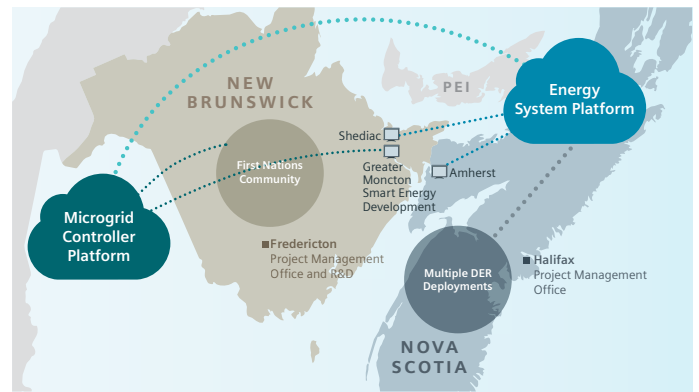 NEW
BRUNSWICK
PEI
Energy
System Platform
Shediac
First Nations
Community
Greater
Moncton
Smart Energy
Development
Amherst
Microgrid
Controller
Platform
Fredericton
Project Management
Office and R&D
Multiple DER
Deployments
Halifax
Project Management
Office
NOVA
SCOTIA